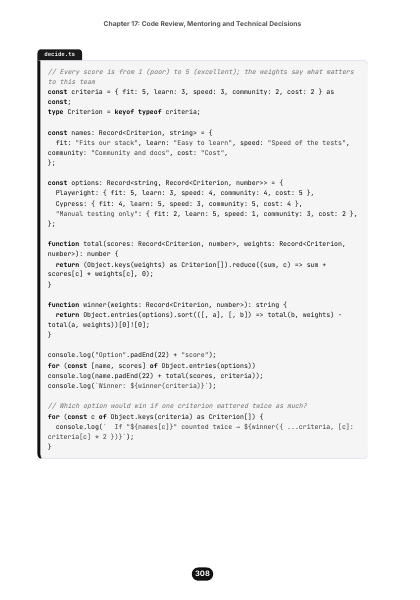 Chapter 17: Code Review, Mentoring and Technical Decisions
decide.ts
// Every score is from 1 (poor) to 5 (excellent); the weights say what matters
to this team
const criteria = { fit: 5, learn: 3, speed: 3, community: 2, cost: 2 } as
const;
type Criterion = keyof typeof criteria;
const names: Record<Criterion, string> = {
  fit: "Fits our stack", learn: "Easy to learn", speed: "Speed of the tests",
community: "Community and docs", cost: "Cost",
};
const options: Record<string, Record<Criterion, number>> = {
  Playwright: { fit: 5, learn: 3, speed: 4, community: 4, cost: 5 },
  Cypress: { fit: 4, learn: 5, speed: 3, community: 5, cost: 4 },
  "Manual testing only": { fit: 2, learn: 5, speed: 1, community: 3, cost: 2 },
};
function total(scores: Record<Criterion, number>, weights: Record<Criterion,
number>): number {
  return (Object.keys(weights) as Criterion[]).reduce((sum, c) => sum +
scores[c] * weights[c], 0);
}
function winner(weights: Record<Criterion, number>): string {
  return Object.entries(options).sort(([, a], [, b]) => total(b, weights) -
total(a, weights))[0]![0];
}
console.log("Option".padEnd(22) + "score");
for (const [name, scores] of Object.entries(options))
console.log(name.padEnd(22) + total(scores, criteria));
console.log(`Winner: ${winner(criteria)}`);
// Which option would win if one criterion mattered twice as much?
for (const c of Object.keys(criteria) as Criterion[]) {
  console.log(`  If "${names[c]}" counted twice → ${winner({ ...criteria, [c]:
criteria[c] * 2 })}`);
}
308